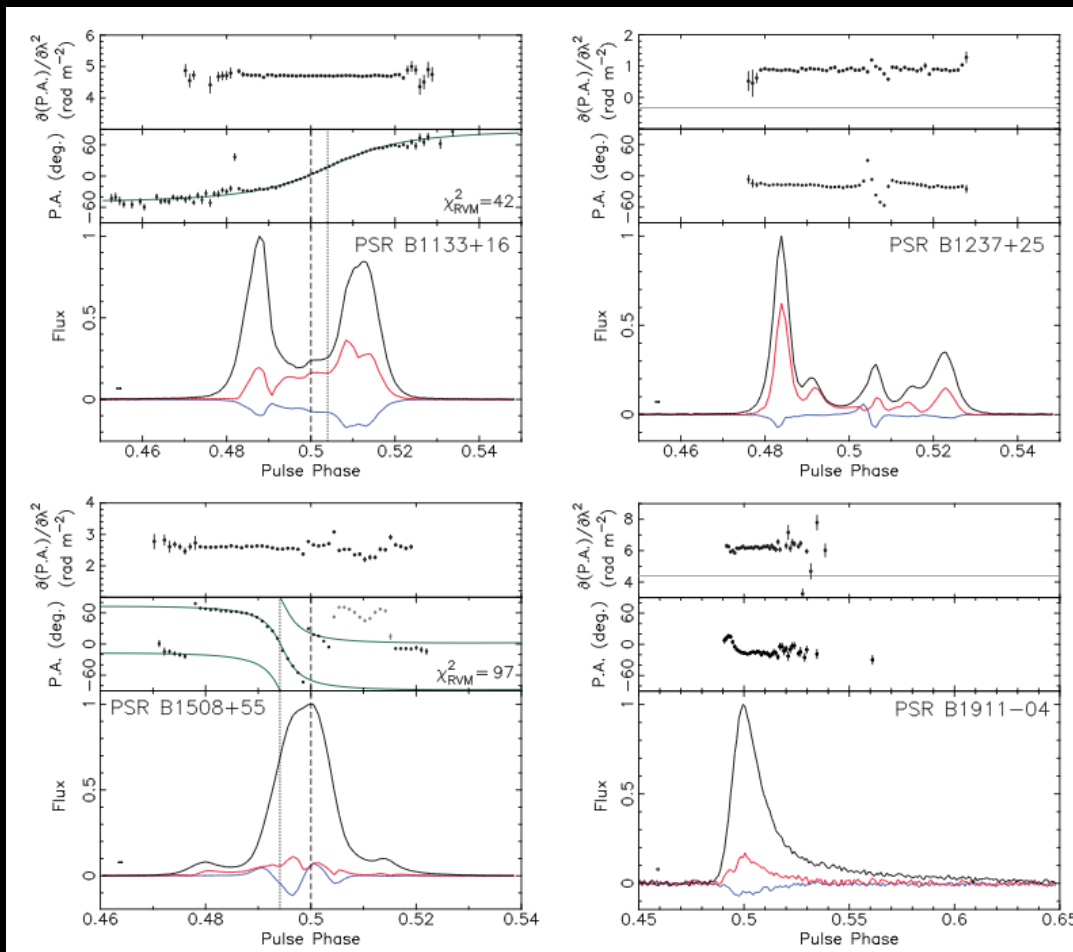 6
4
∂(P.A.)/∂λ²
(rad m⁻²)
60
0
−60
P.A. (deg.)
χ²RVM=42
PSR B1133+16
1
0.5
0
Flux
0.46
0.48
0.5
0.52
0.54
Pulse Phase
2
1
0
∂(P.A.)/∂λ²
(rad m⁻²)
60
0
−60
P.A. (deg.)
PSR B1237+25
1
0.5
0
Flux
0.46
0.48
0.5
0.52
0.54
Pulse Phase
4
3
2
∂(P.A.)/∂λ²
(rad m⁻²)
60
0
−60
P.A. (deg.)
χ²RVM=97
PSR B1508+55
1
0.5
0
Flux
0.46
0.48
0.5
0.52
0.54
Pulse Phase
8
6
4
∂(P.A.)/∂λ²
(rad m⁻²)
60
0
−60
P.A. (deg.)
PSR B1911−04
1
0.5
0
Flux
0.45
0.5
0.55
0.6
0.65
Pulse Phase